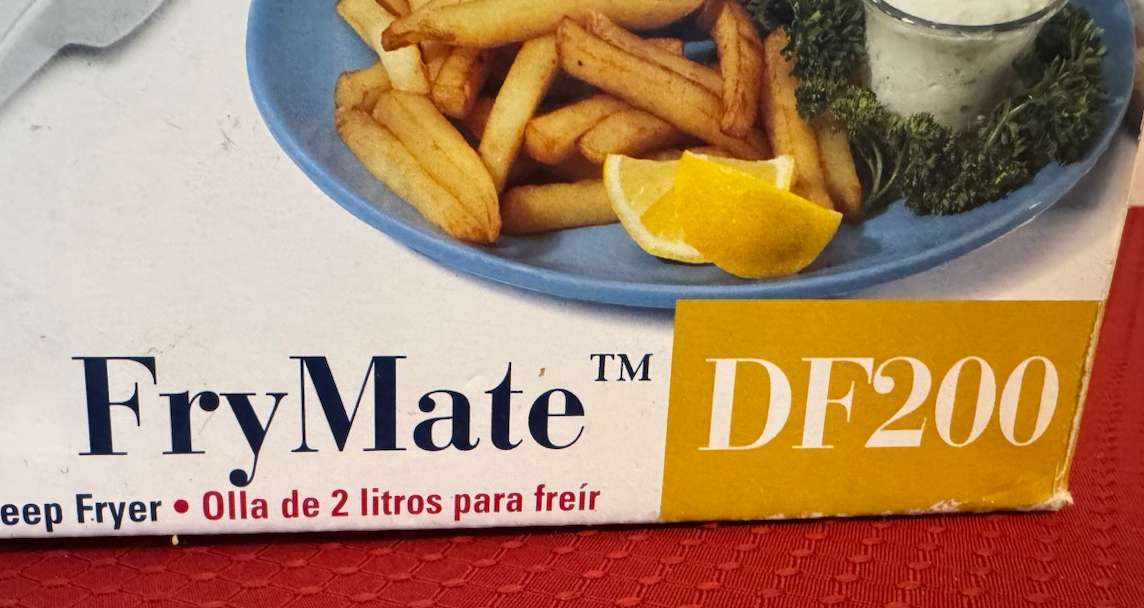 FryMate™ DF200
eep Fryer • Olla de 2 litros para freír